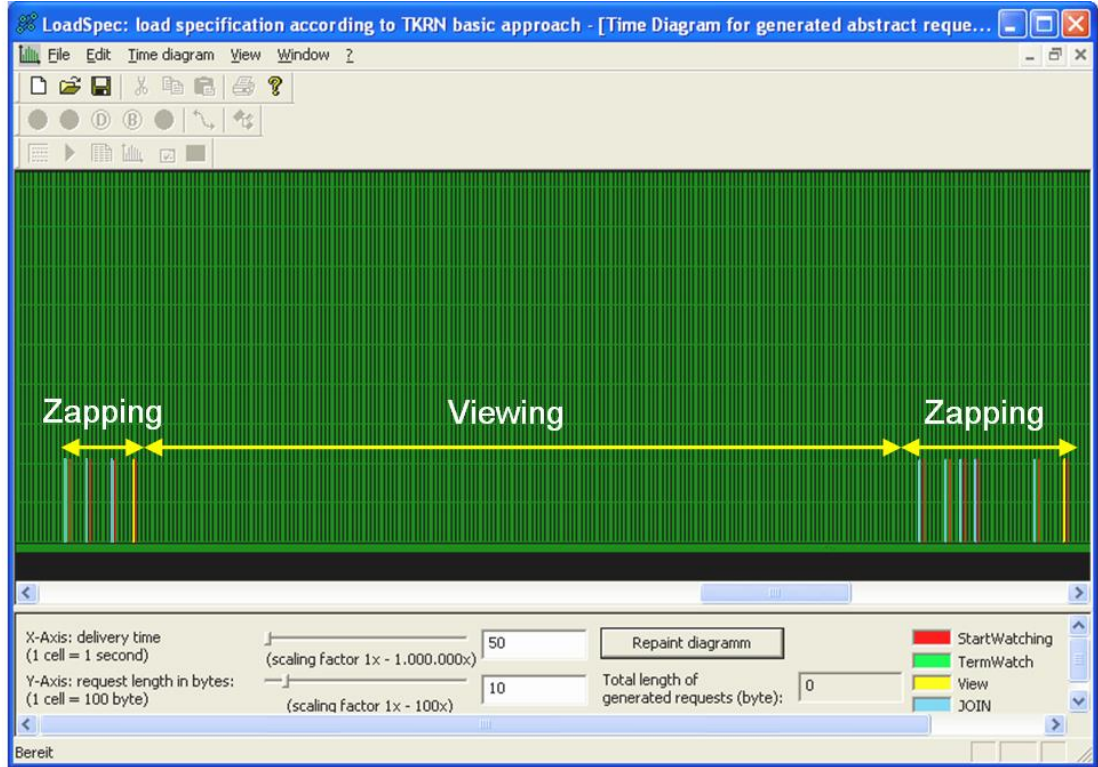 LoadSpec: load specification according to TKRN basic approach - [Time Diagram for generated abstract reque...
File Edit Time diagram View Window ?
D B
Zapping Viewing Zapping
X-Axis: delivery time
(1 cell = 1 second)
(scaling factor 1x - 1.000.000x)
50
Repaint diagramm
Y-Axis: request length in bytes:
(1 cell = 100 byte)
(scaling factor 1x - 100x)
10
Total length of
generated requests (byte):
0
StartWatching
TermWatch
View
JOIN
Bereit